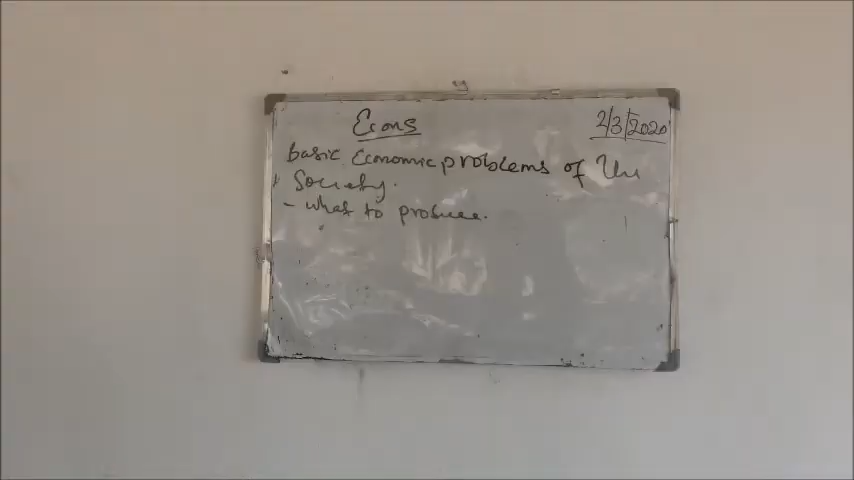 Econs
2/3/2020
basic Economic problems of the
society.
- what to produce.